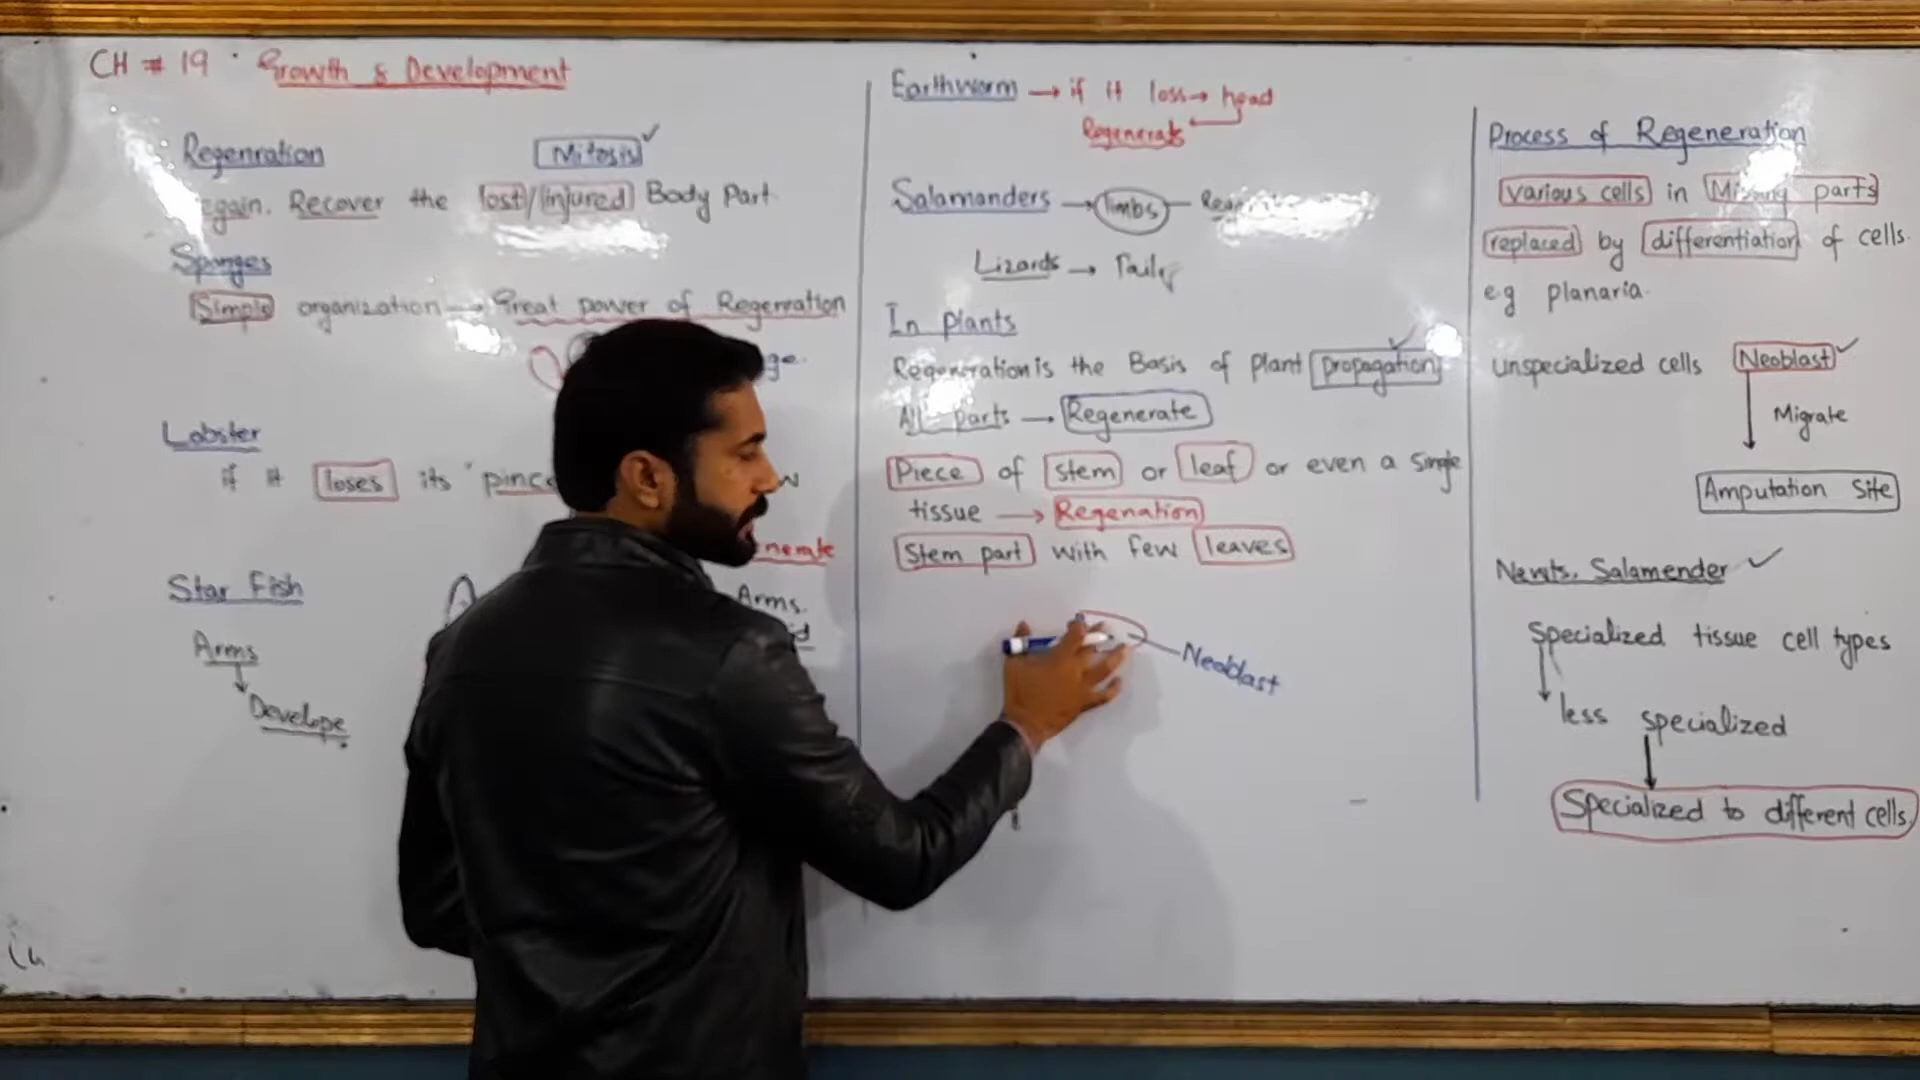 CH # 19 Growth & Development
Regenration Mitosis
Recover the lost/injured Body Part.
Sponges
Simple organization → Great power of Regenration
Lobster
if it loses its
Star Fish
Arms
Develope
Arms.
Earthworm → if it loss → head
Regenerate
Salamanders → limbs
Lizards →
In plants
Regeneration is the Basis of plant propagation
All parts → Regenerate
Piece of stem or leaf or even a single
tissue → Regenation
Stem part with few leaves
Neoblast
Process of Regeneration
various cells in Missing parts
replaced by differentiation of cells.
e.g planaria.
unspecialized cells Neoblast
Migrate
Amputation Site
Salamender
Specialized tissue cell types
less specialized
Specialized to different cells.